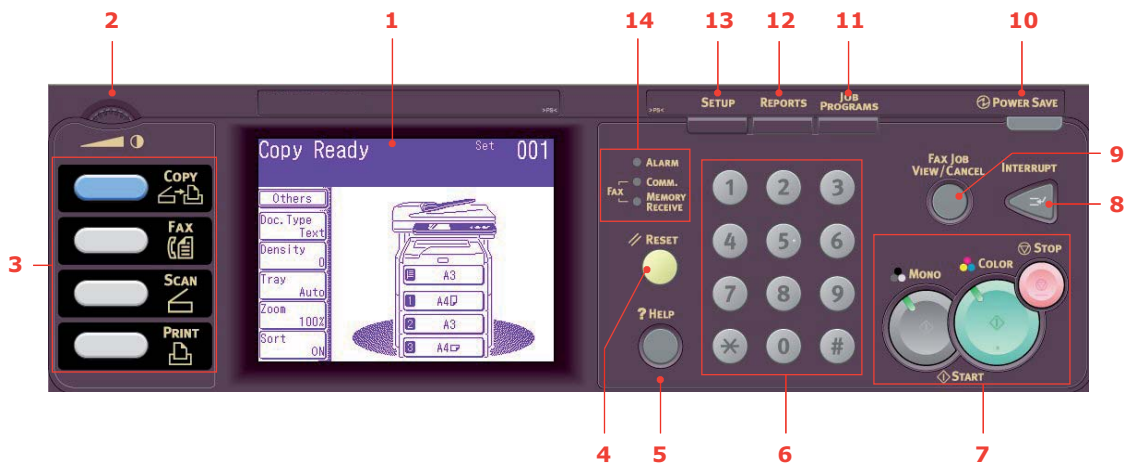 2
1
14
13
12
11
10
>PS<
>PS<
SETUP
REPORTS
JOB
PROGRAMS
POWER SAVE
Copy Ready
Set
001
Others
Doc.Type
Text
Density
0
Tray
Auto
Zoom
100%
Sort
ON
A3
1
A4
2
A3
3
A4
3
COPY
FAX
SCAN
PRINT
ALARM
FAX
COMM.
MEMORY
RECEIVE
RESET
? HELP
1
2
3
4
5
6
7
8
9
0
#
FAX JOB
VIEW/CANCEL
INTERRUPT
9
8
STOP
MONO
COLOR
START
4
5
6
7